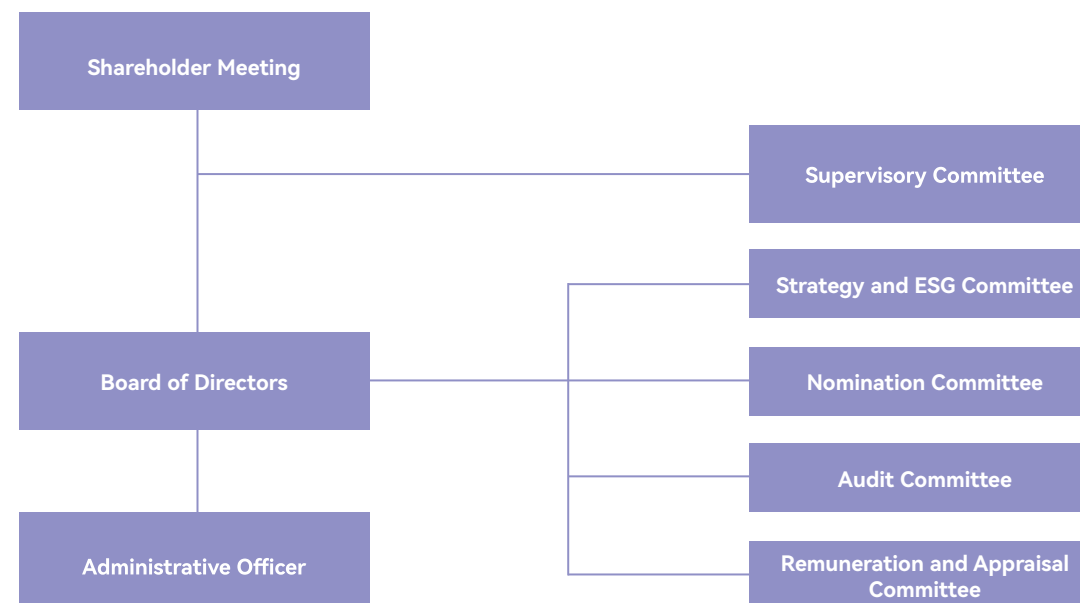 Shareholder Meeting
Supervisory Committee
Strategy and ESG Committee
Board of Directors
Nomination Committee
Audit Committee
Administrative Officer
Remuneration and Appraisal
Committee